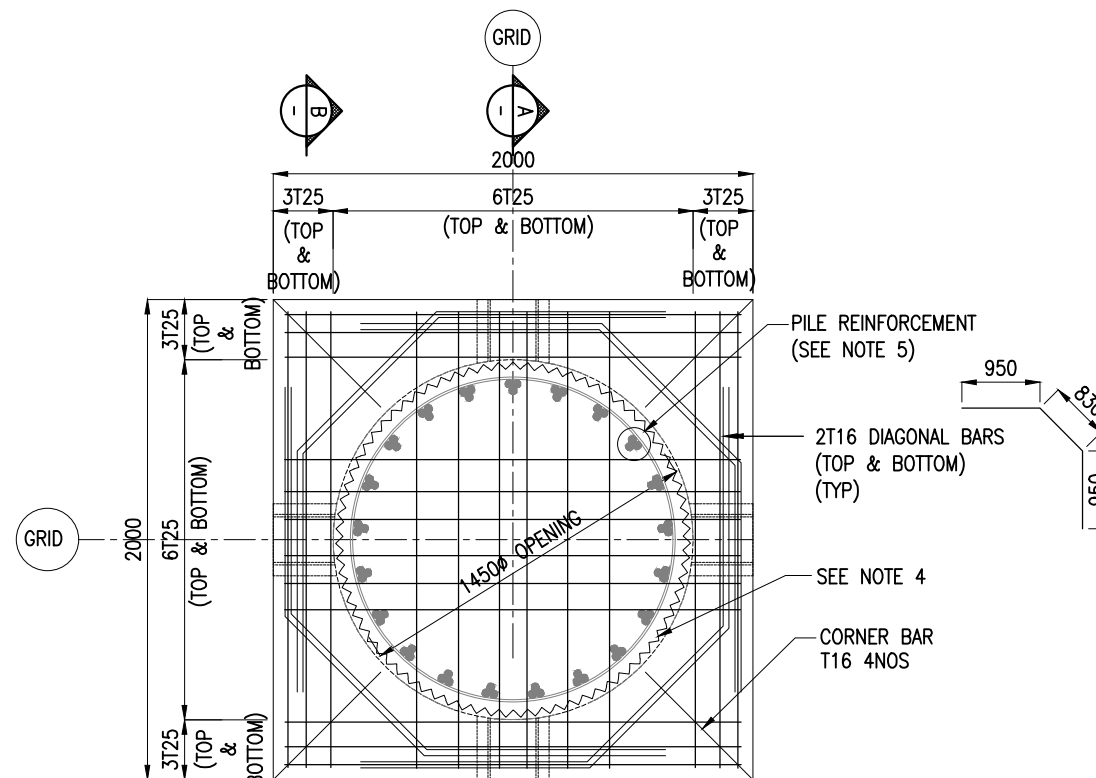 GRID
B
–
A
–
2000
3T25
6T25
3T25
(TOP
&
BOTTOM)
(TOP & BOTTOM)
(TOP
&
BOTTOM)
3T25
(TOP
&
BOTTOM)
PILE REINFORCEMENT
(SEE NOTE 5)
950
830
950
2T16 DIAGONAL BARS
(TOP & BOTTOM)
(TYP)
GRID
2000
6T25
(TOP & BOTTOM)
1450Ø OPENING
SEE NOTE 4
CORNER BAR
T16 4NOS
3T25
(TOP
&
BOTTOM)